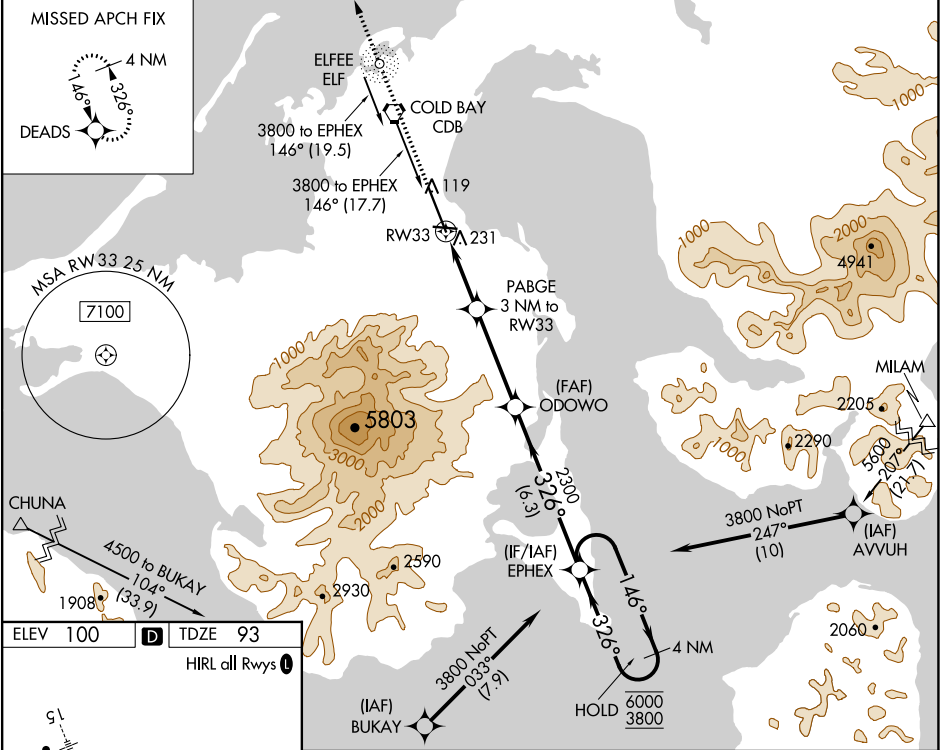 MISSED APCH FIX
4 NM
146°
326°
DEADS
ELFEE
ELF
COLD BAY
CDB
3800 to EPHEX
146° (19.5)
3800 to EPHEX
146° (17.7)
119
RW33
231
1000
1000
2000
4941
MSA RW33 25 NM
7100
PABGE
3 NM to
RW33
1000
5803
3000
2000
(FAF)
ODOWO
MILAM
2205
2290
1000
5600
207°
(21.7)
2300
326°
(6.3)
3800 NoPT
247°
(10)
(IAF)
AVVUH
CHUNA
4500 to BUKAY
104°
(33.9)
1908
2590
2930
(IF/IAF)
EPHEX
146°
326°
4 NM
HOLD
6000
3800
2060
3800 NoPT
033°
(7.9)
(IAF)
BUKAY
ELEV 100
D
TDZE 93
HIRL all Rwys L
15